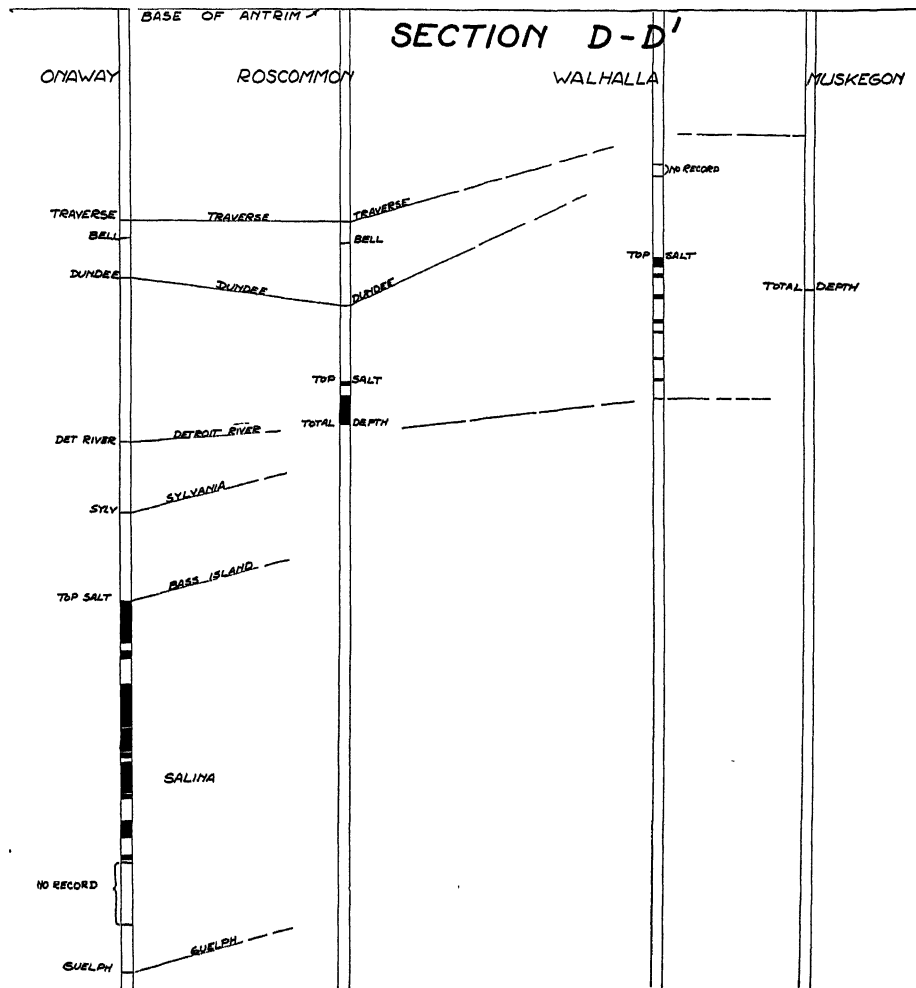 BASE OF ANTRIM
SECTION D-D'
ONAWAY
ROSCOMMON
WALHALLA
MUSKEGON
NO RECORD
TRAVERSE
TRAVERSE
TRAVERSE
BELL
BELL
TOP SALT
DUNDEE
DUNDEE
DUNDEE
TOTAL DEPTH
TOP SALT
TOTAL DEPTH
DET RIVER
DETROIT RIVER
SYLVANIA
SYLV
BASS ISLAND
TOP SALT
SALINA
NO RECORD
GUELPH
GUELPH